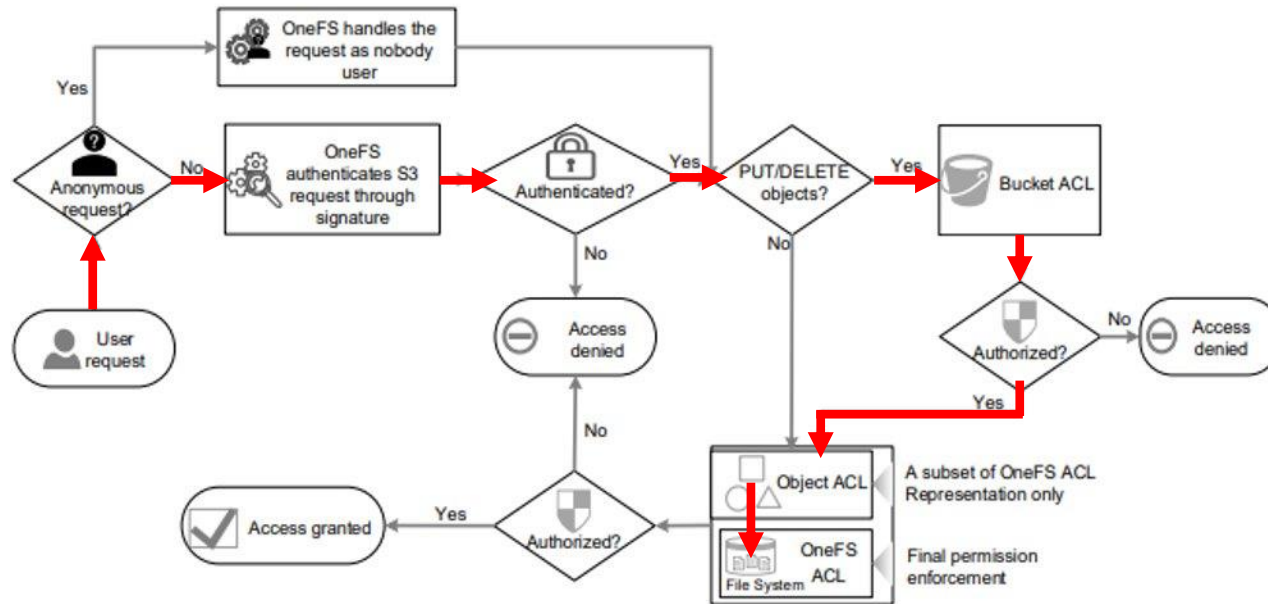 OneFS handles the
request as nobody
user
Yes
?
Anonymous
request?
No
OneFS
authenticates S3
request through
signature
Authenticated?
Yes
PUT/DELETE
objects?
Yes
Bucket ACL
No
No
User
request
Access
denied
Authorized?
No
Access
denied
Yes
No
Object ACL
A subset of OneFS ACL
Representation only
Access granted
Yes
Authorized?
OneFS
ACL
File System
Final permission
enforcement